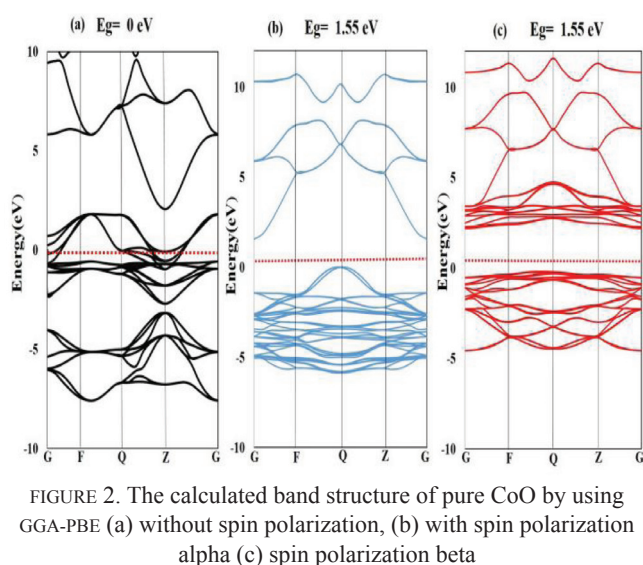 (a) Eg= 0 eV
(b) Eg= 1.55 eV
(c) Eg= 1.55 eV
Energy(eV)
10
5
0
-5
-10
G F Q Z G
Energy(eV)
10
5
0
-5
-10
G F Q Z G
Energy(eV)
10
5
0
-5
-10
G F Q Z G
FIGURE 2. The calculated band structure of pure CoO by using
GGA-PBE (a) without spin polarization, (b) with spin polarization
alpha (c) spin polarization beta